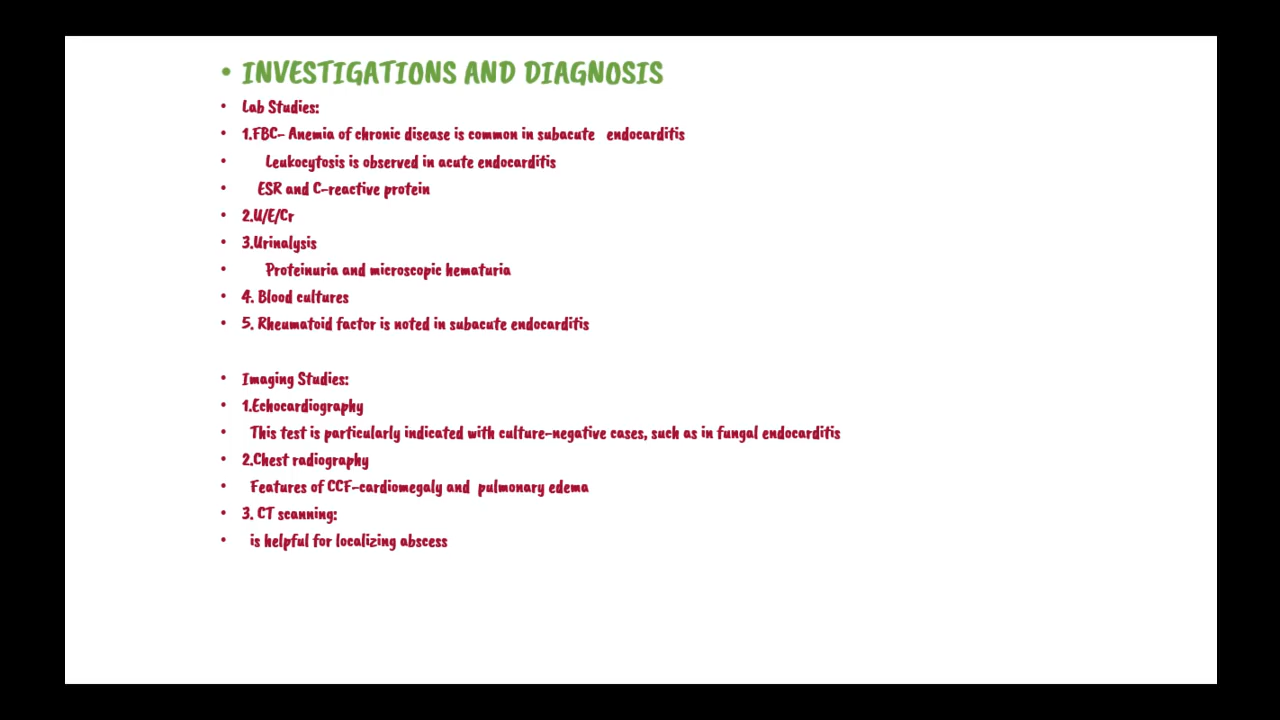 • INVESTIGATIONS AND DIAGNOSIS
• Lab Studies:
• 1.FBC- Anemia of chronic disease is common in subacute endocarditis
• Leukocytosis is observed in acute endocarditis
• ESR and C-reactive protein
• 2.U/E/Cr
• 3.Urinalysis
• Proteinuria and microscopic hematuria
• 4. Blood cultures
• 5. Rheumatoid factor is noted in subacute endocarditis
• Imaging Studies:
• 1.Echocardiography
• This test is particularly indicated with culture-negative cases, such as in fungal endocarditis
• 2.Chest radiography
• Features of CCF-cardiomegaly and pulmonary edema
• 3. CT scanning:
• is helpful for localizing abscess